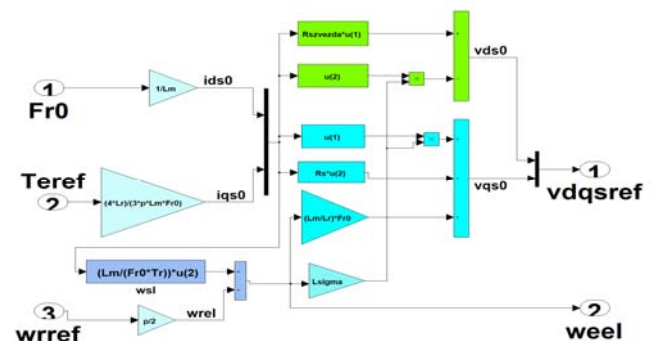 Rszvezda*u(1)
vds0
1
1/Lm
ids0
u(2)
Fr0
u(1)
Teref
2
(4*Lr)/(3*p*Lm*Fr0)
iqs0
Rs*u(2)
vqs0
1
vdqsref
(Lm/Lr)*Fr0
(Lm/(Fr0*Tr))*u(2)
wsl
Lsigma
3
wrref
p/2
wrel
2
weel